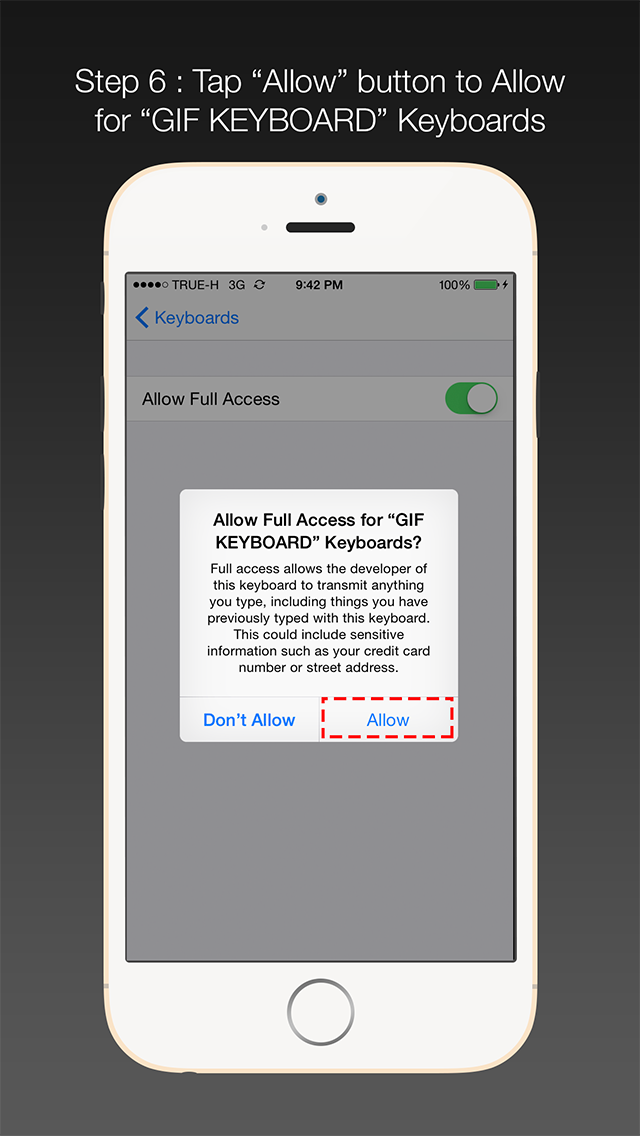 Step 6 : Tap “Allow” button to Allow
for “GIF KEYBOARD” Keyboards
TRUE-H 3G 9:42 PM 100%
Keyboards
Allow Full Access
Allow Full Access for “GIF
KEYBOARD” Keyboards?
Full access allows the developer of
this keyboard to transmit anything
you type, including things you have
previously typed with this keyboard.
This could include sensitive
information such as your credit card
number or street address.
Don’t Allow Allow